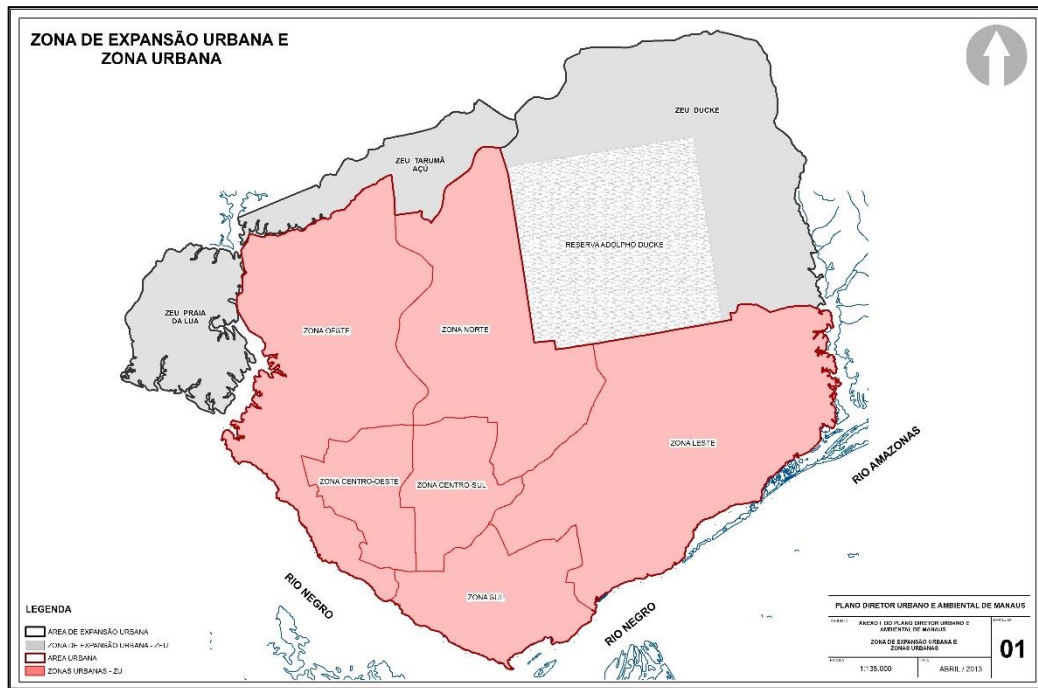 ZONA DE EXPANSÃO URBANA E
ZONA URBANA
ZEU DUCKE
ZEU TARUMÃ
AÇÚ
RESERVA ADOLPHO DUCKE
ZEU PRAIA
DA LUA
ZONA OESTE
ZONA NORTE
ZONA LESTE
RIO AMAZONAS
ZONA CENTRO-OESTE
ZONA CENTRO-SUL
RIO NEGRO
ZONA SUL
RIO NEGRO
LEGENDA
ÁREA DE EXPANSÃO URBANA
ZONA DE EXPANSÃO URBANA - ZEU
ÁREA URBANA
ZONAS URBANAS - ZU
PLANO DIRETOR URBANO E AMBIENTAL DE MANAUS
ANEXO I DO PLANO DIRETOR URBANO E
AMBIENTAL DE MANAUS
ZONA DE EXPANSÃO URBANA E
ZONAS URBANAS
01
1:135.000
ABRIL / 2013